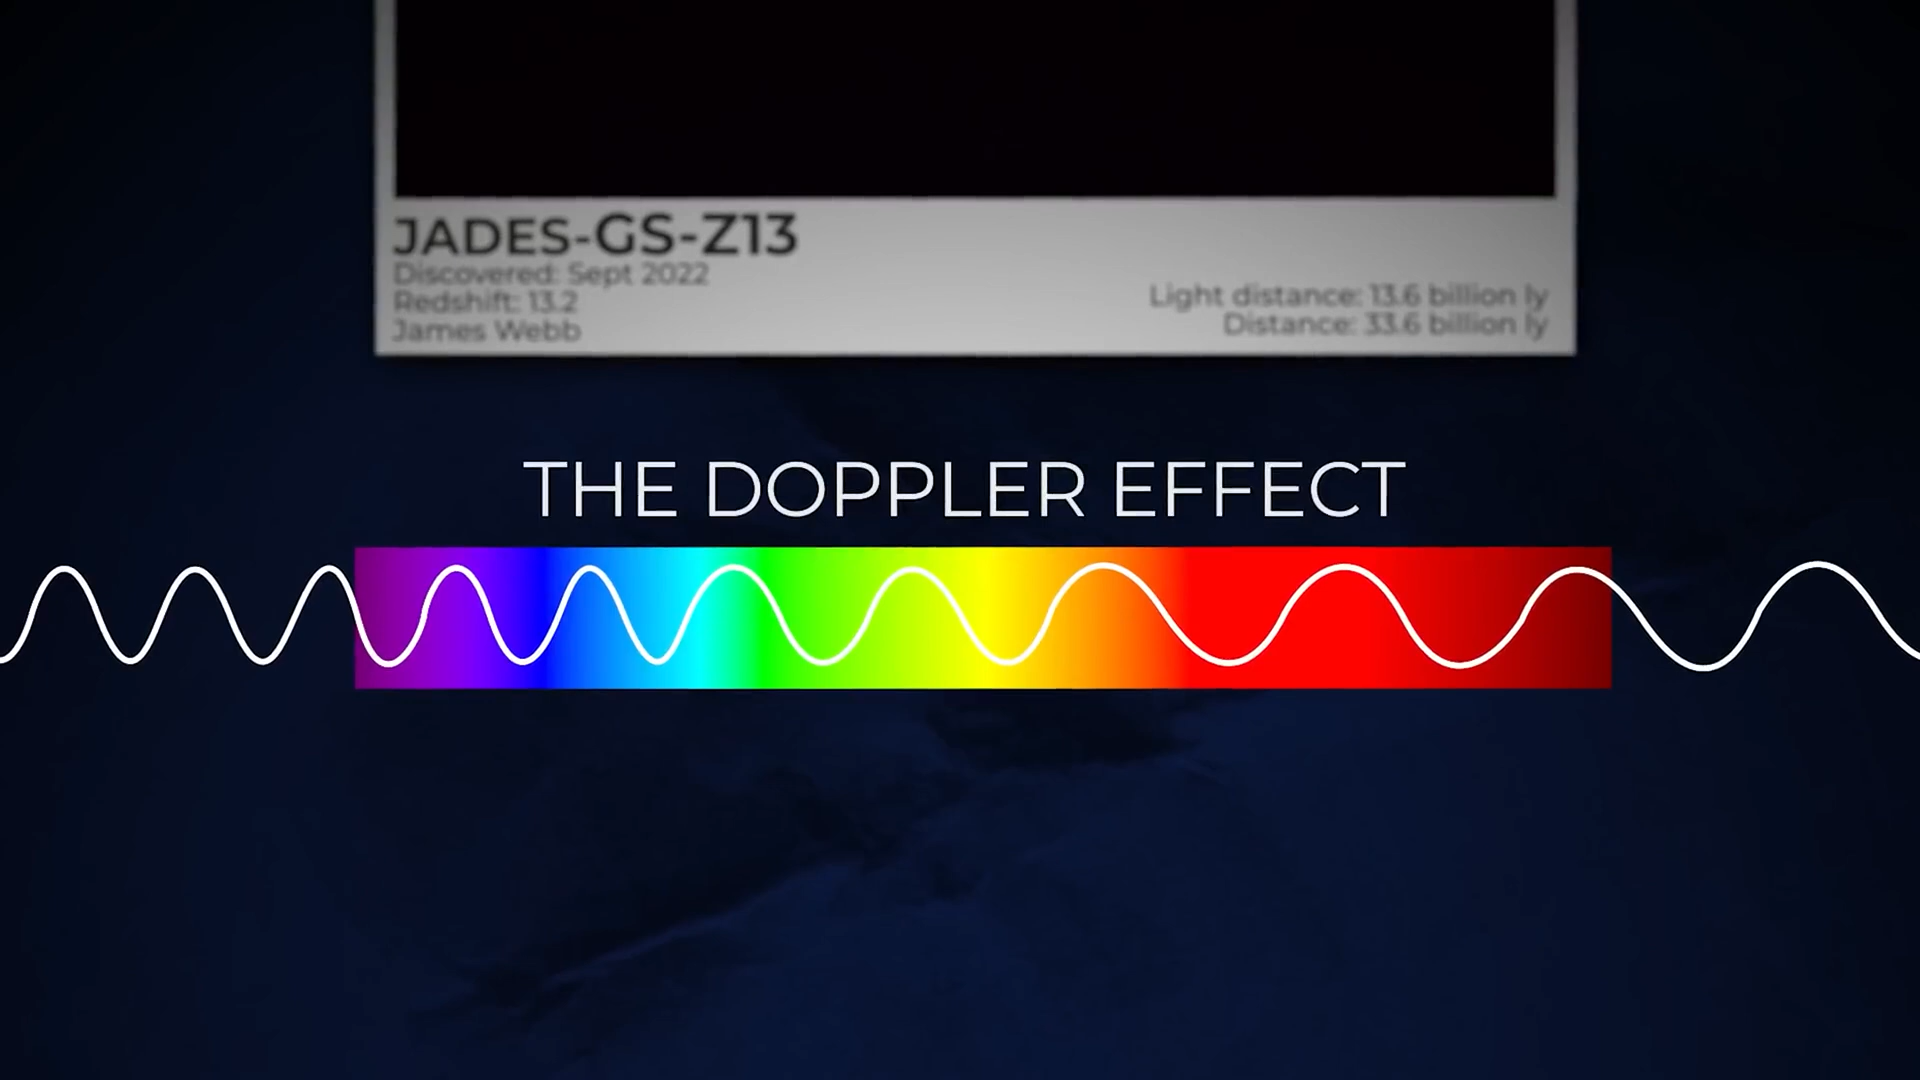 JADES-GS-Z13
Discovered: Sept 2022
Redshift: 13.2
James Webb
Light distance: 13.6 billion ly
Distance: 33.6 billion ly
THE DOPPLER EFFECT